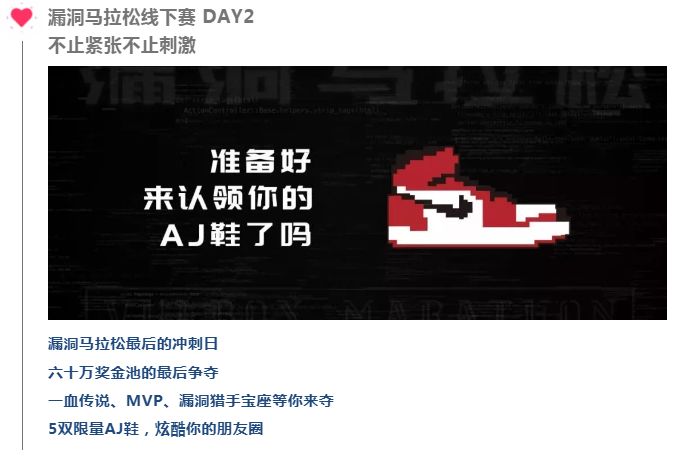 漏洞马拉松线下赛 DAY2
不止紧张不止刺激
漏洞马拉松
准备好
来认领你的
AJ鞋了吗
漏洞马拉松最后的冲刺日
六十万奖金池的最后争夺
一血传说、MVP、漏洞猎手宝座等你来夺
5双限量AJ鞋，炫酷你的朋友圈